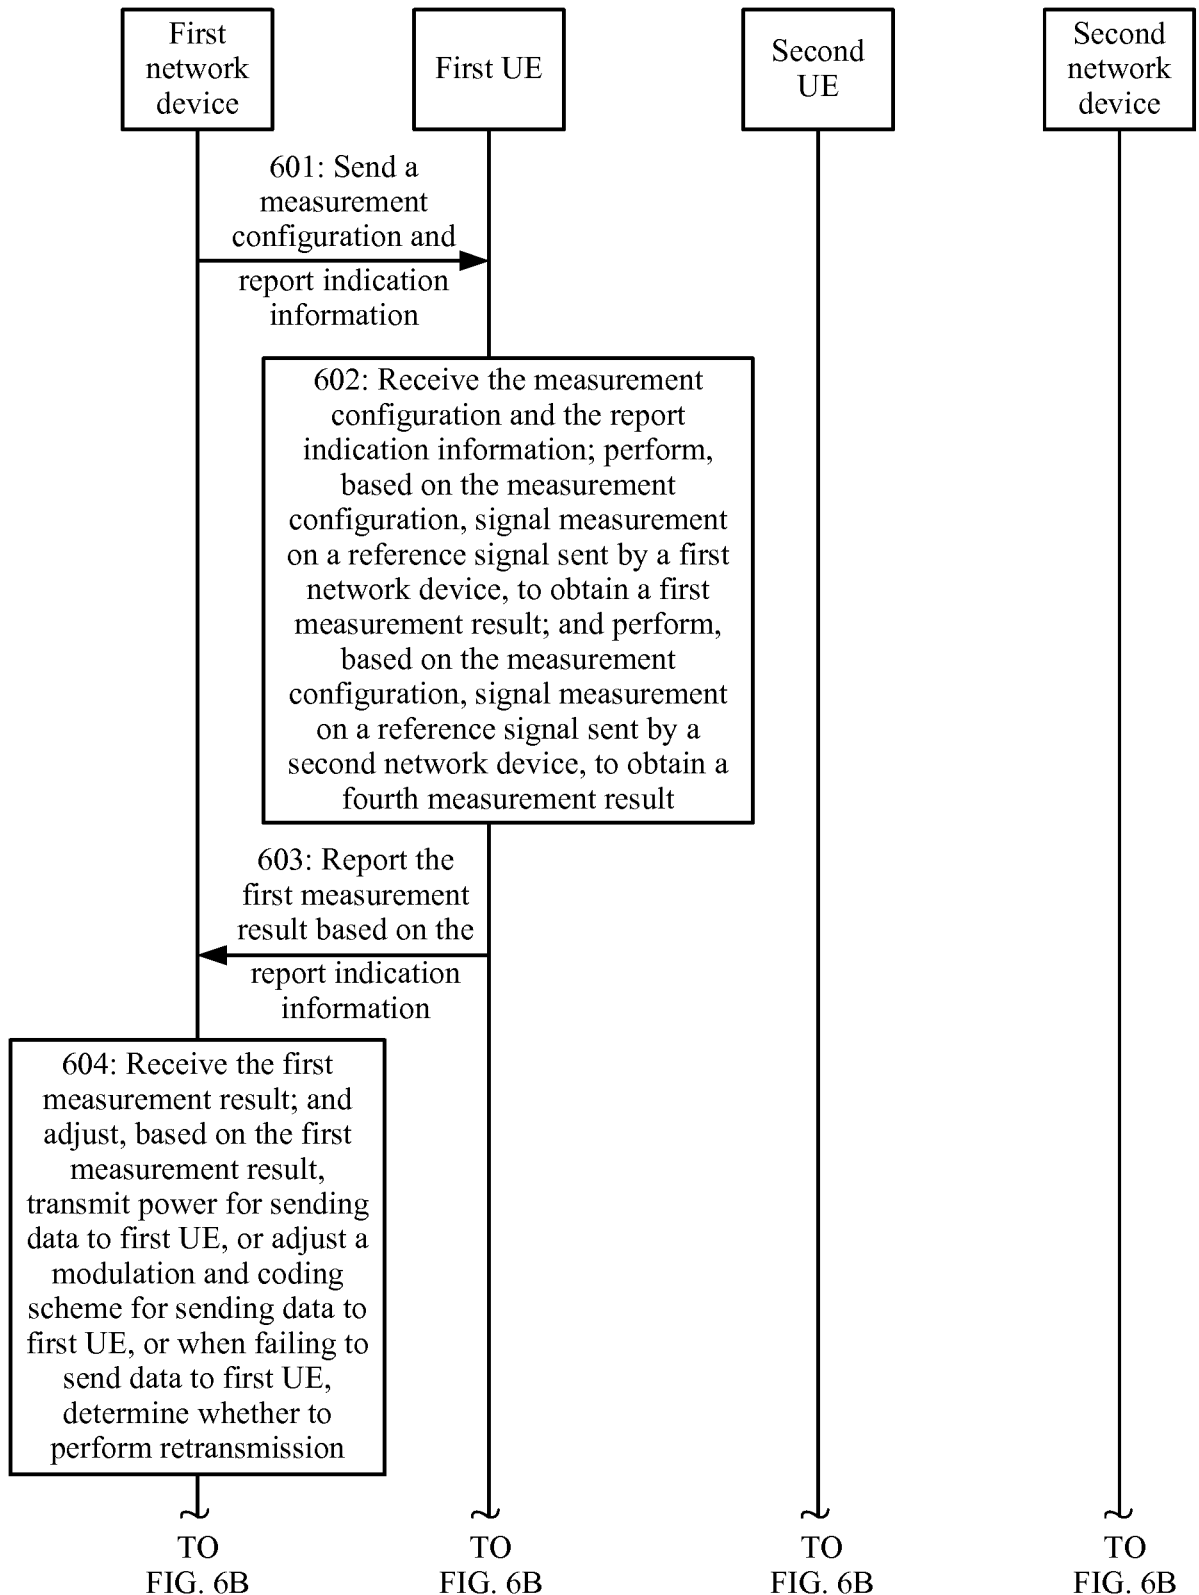 First
network
device
First UE
Second
UE
Second
network
device
601: Send a
measurement
configuration and
report indication
information
602: Receive the measurement
configuration and the report
indication information; perform,
based on the measurement
configuration, signal measurement
on a reference signal sent by a first
network device, to obtain a first
measurement result; and perform,
based on the measurement
configuration, signal measurement
on a reference signal sent by a
second network device, to obtain a
fourth measurement result
603: Report the
first measurement
result based on the
report indication
information
604: Receive the first
measurement result; and
adjust, based on the first
measurement result,
transmit power for sending
data to first UE, or adjust a
modulation and coding
scheme for sending data to
first UE, or when failing to
send data to first UE,
determine whether to
perform retransmission
TO
FIG. 6B
TO
FIG. 6B
TO
FIG. 6B
TO
FIG. 6B